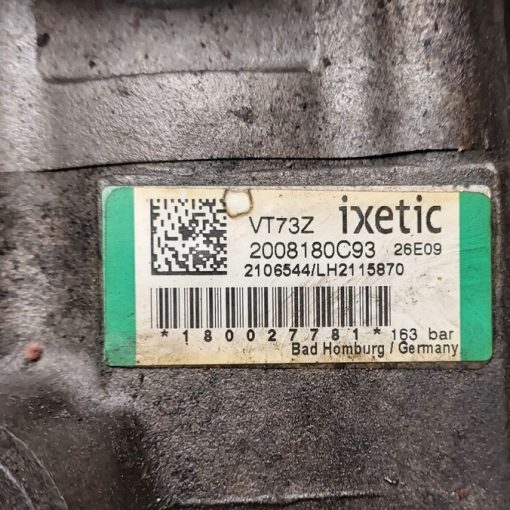 VT73Z ixetic
2008180C93 26E09
2106544/LH2115870
*180027781* 163 bar
Bad Homburg / Germany